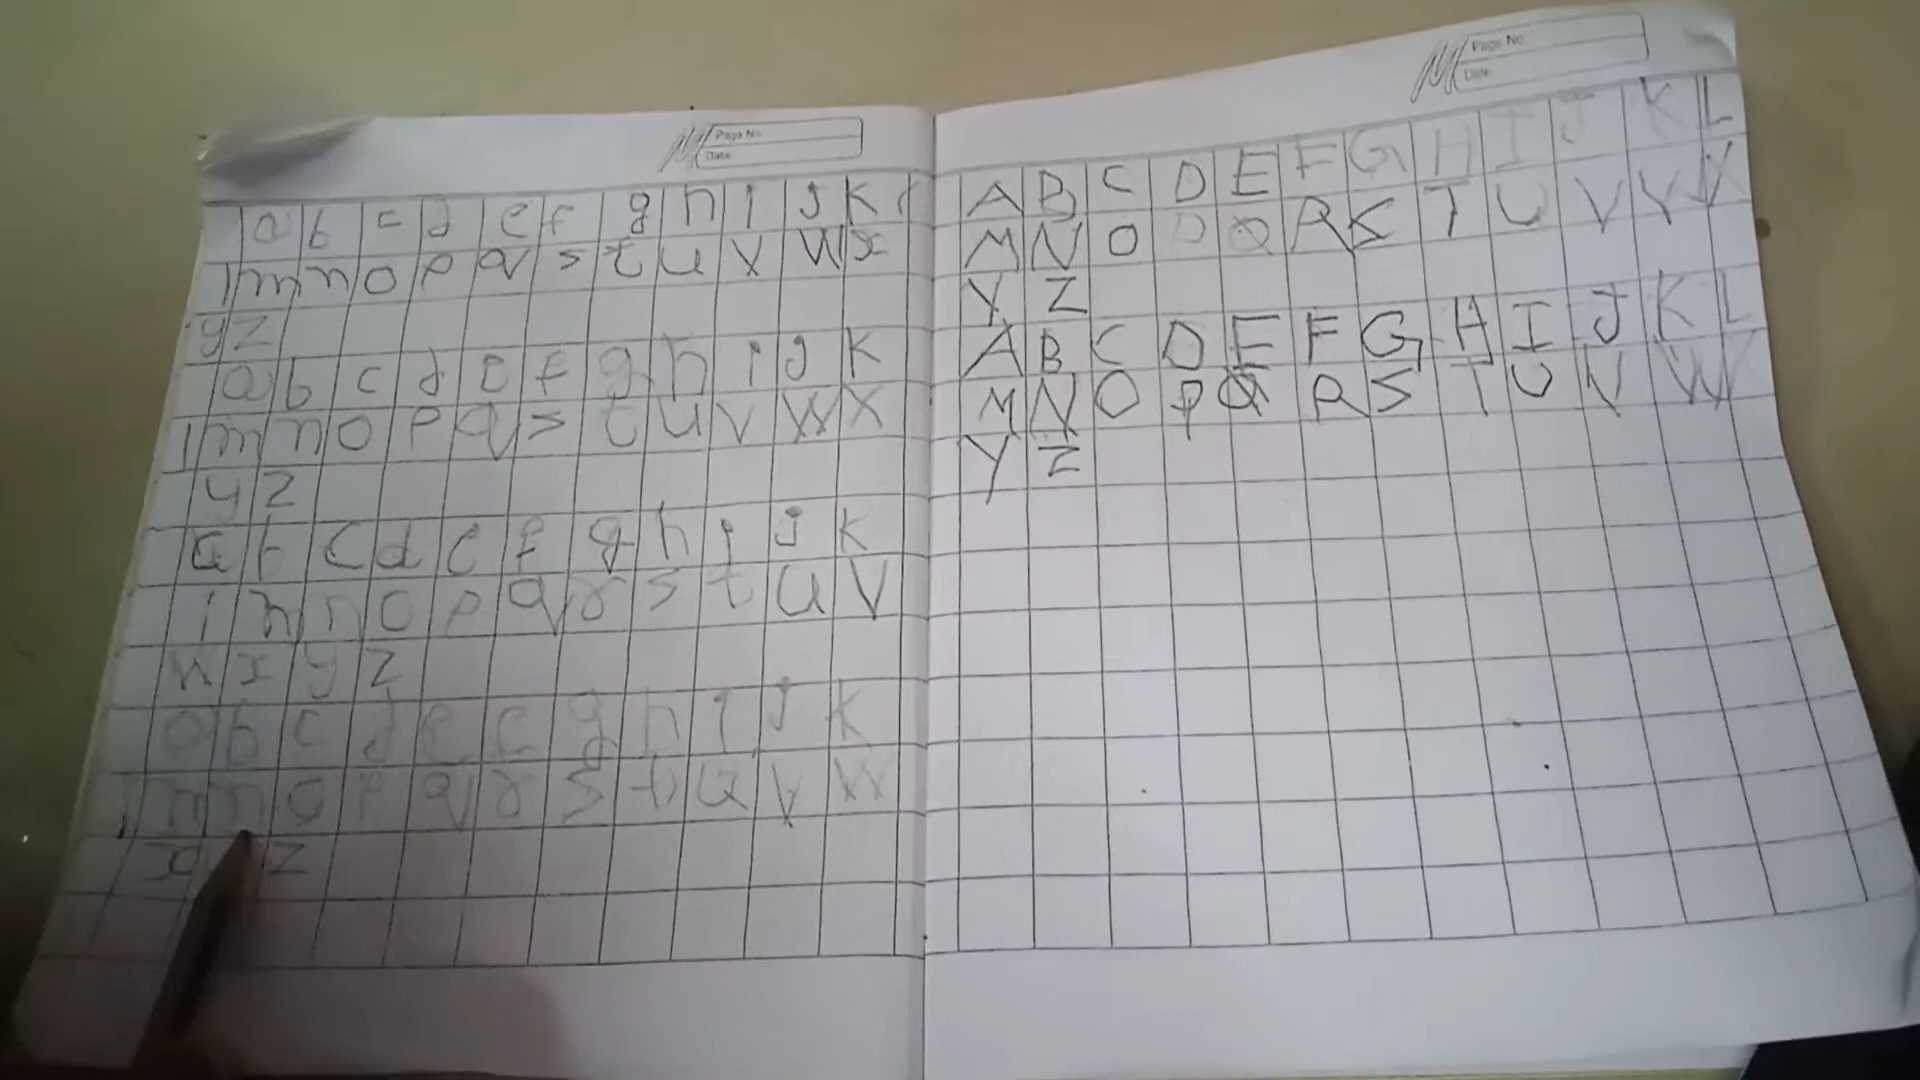 Page No.
Date:
a b c d e f g h i j k
l m n o p q s t u v w x
y z
a b c d e f g h i j k
l m n o p q s t u v w x
y z
a b c d e f g h i j k
i n n o p q r s t u v
w x y z
a b c d e f g h i j k
l m n o p q r s t u v w
x z
Page No.
Date:
A B C D E F G H I J K L
M N O P Q R S T U V X
Y Z
A B C D E F G H I J K L
M N O P Q R S T U V W
Y Z